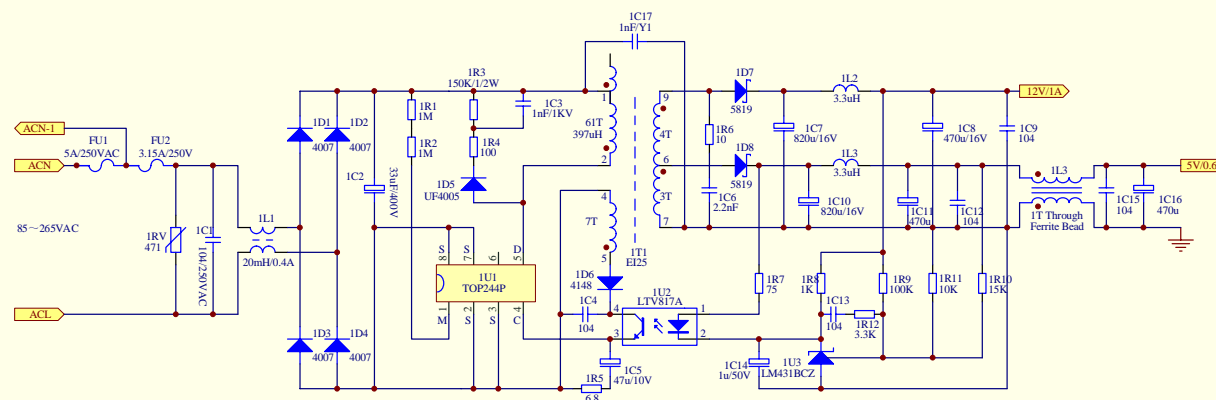 1C17
1nF/Y1
1R3
150K/1/2W
1D7
1L2
9
5819
3.3uH
12V/1A
1
1R1
1M
1C3
1nF/1KV
61T
397uH
4T
1R6
10
1C7
820u/16V
1C8
470u/16V
1C9
104
ACN-1
FU1
5A/250VAC
FU2
3.15A/250V
1D1
4007
1D2
4007
1R2
1M
1R4
100
1D8
5819
1L3
3.3uH
ACN
2
6
1L3
5V/0.6
1C2
33uF/400V
1D5
UF4005
4
3T
1C6
2.2nF
1C10
820u/16V
1C11
470u
1C12
104
1C15
104
1C16
470u
85～265VAC
1RV
471
1C1
104/250VAC
1L1
20mH/0.4A
7T
7
1T Through
Ferrite Bead
S
8
S
7
6
D
5
5
1T1
EI25
1U1
TOP244P
1D6
4148
1U2
LTV817A
1R7
75
1R8
1K
1R9
100K
1R11
10K
1R10
15K
ACL
1
M
2
S
3
S
4
C
1C4
104
4
1
3
2
1C13
104
1R12
3.3K
1D3
4007
1D4
4007
1C5
47u/10V
1R5
6.8
1C14
1u/50V
1U3
LM431BCZ